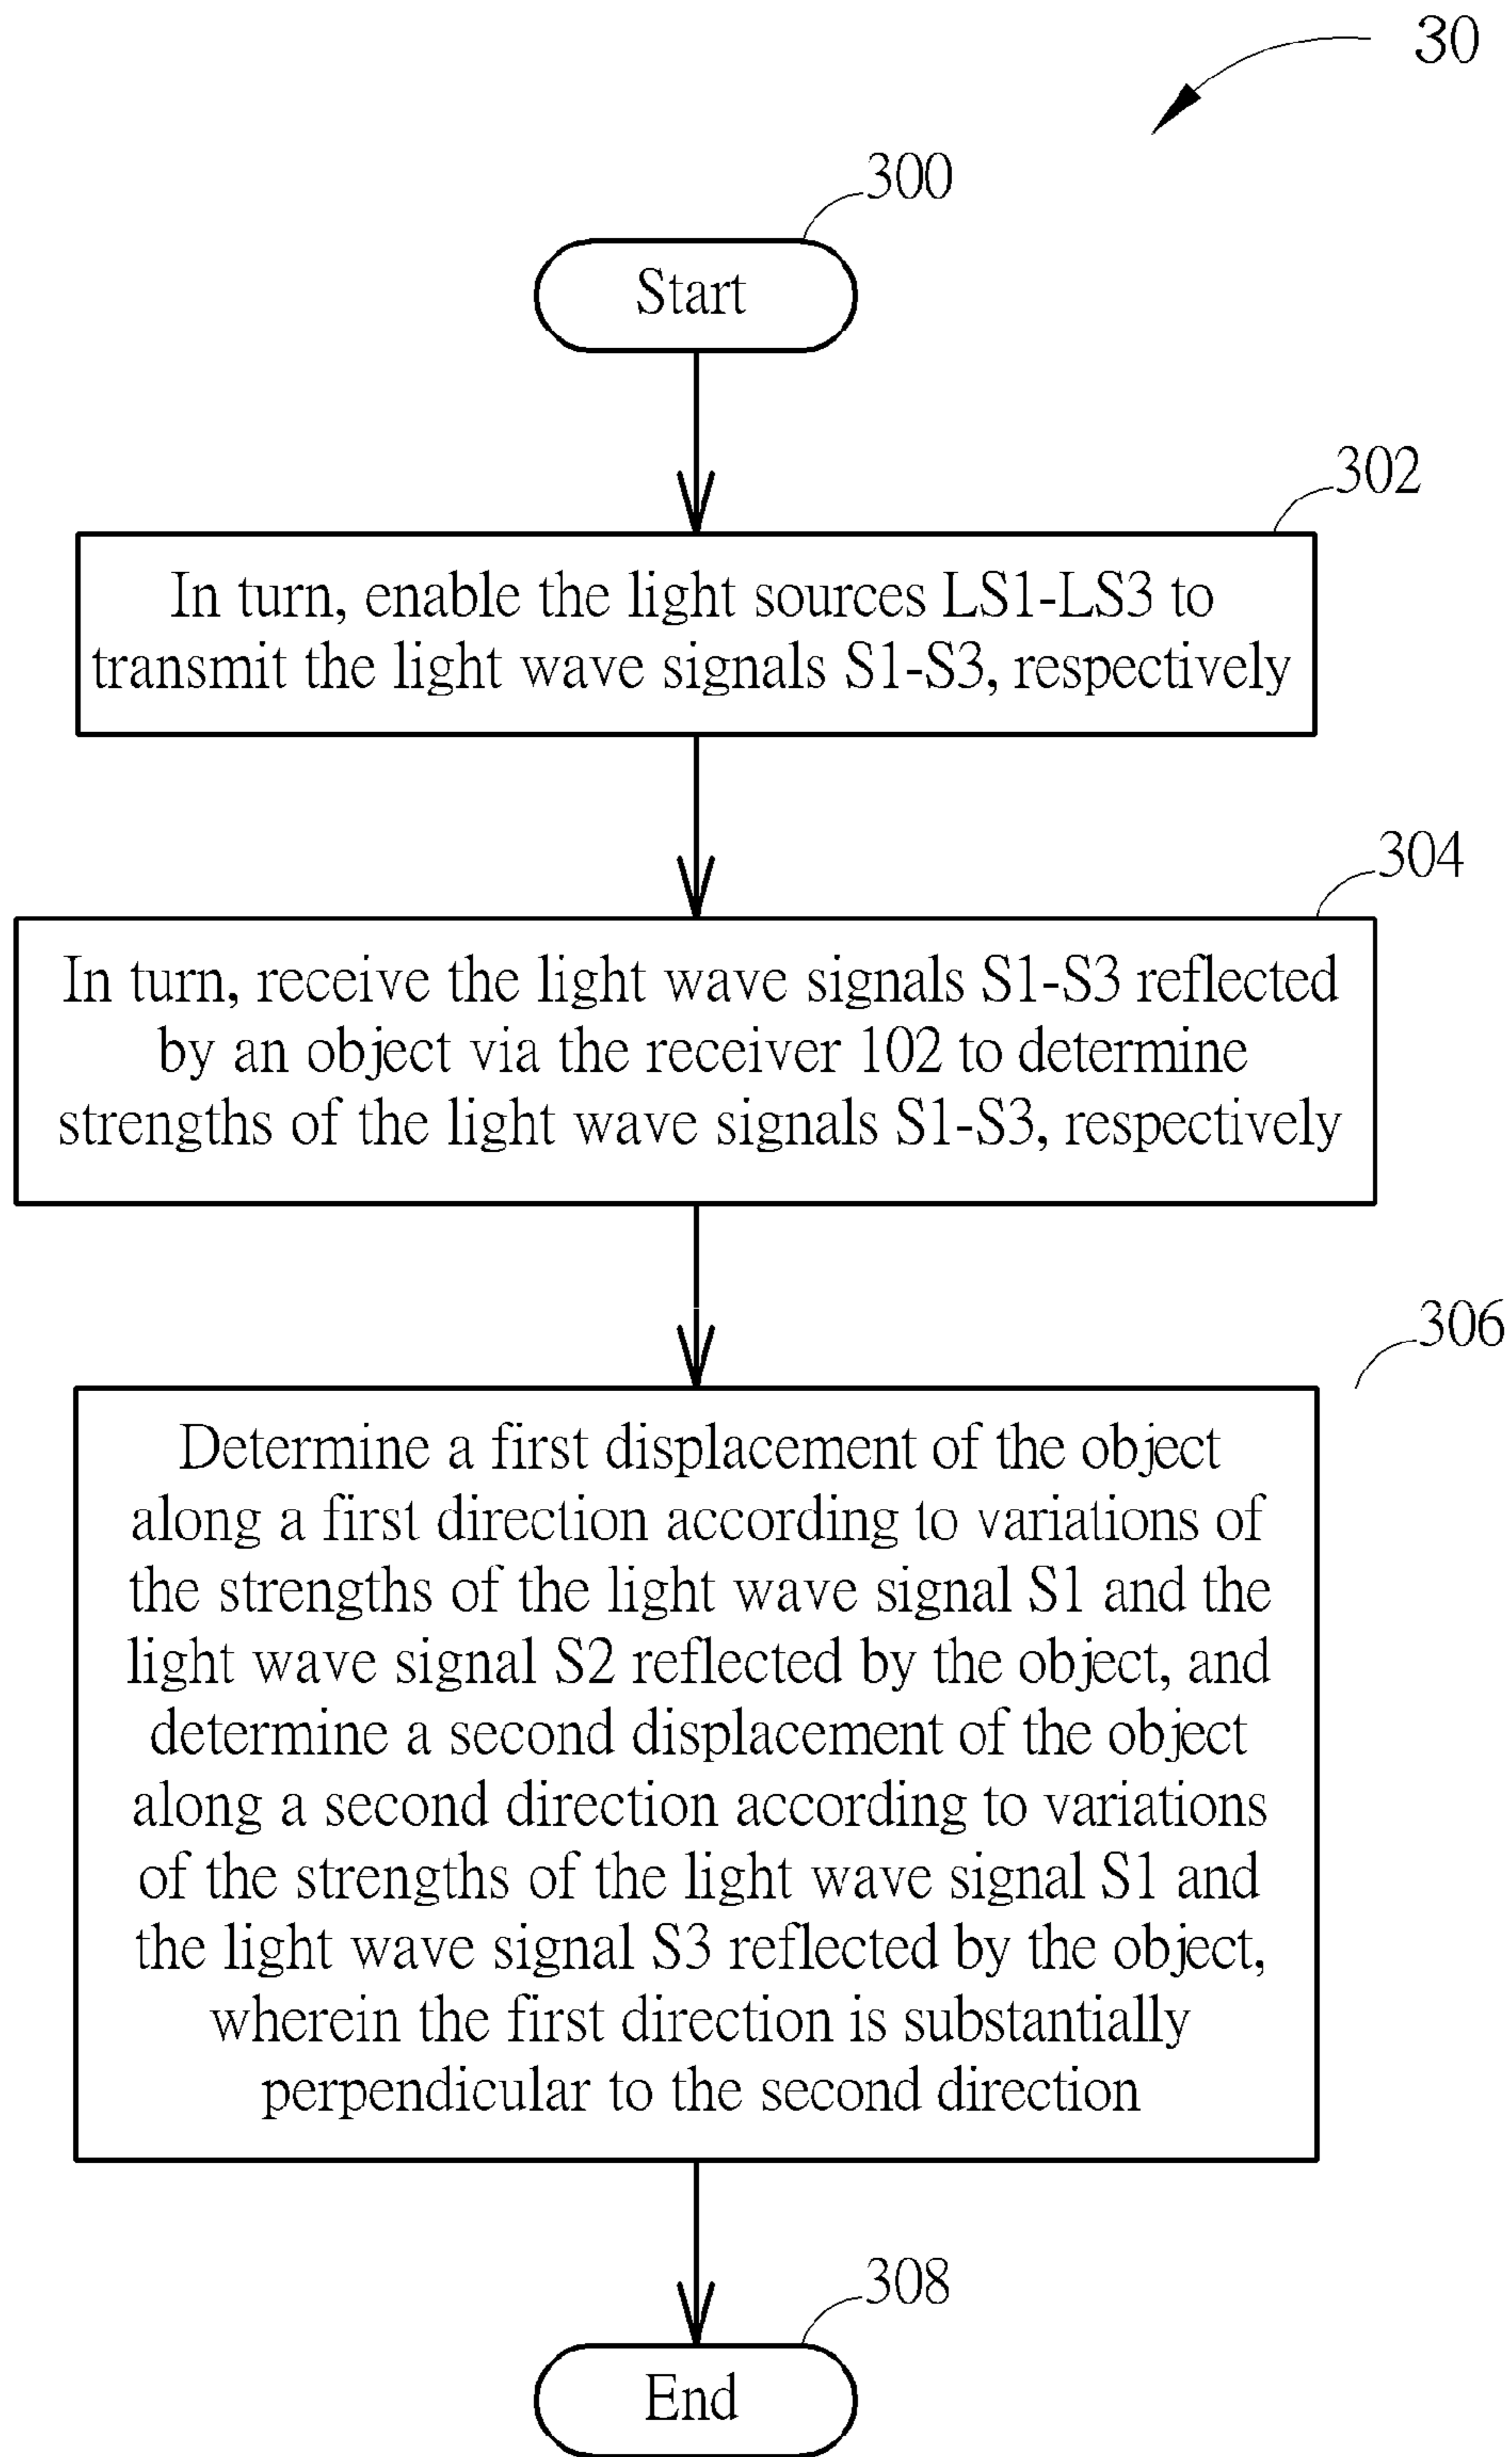 30
300
Start
302
In turn, enable the light sources LS1-LS3 to
transmit the light wave signals S1-S3, respectively
304
In turn, receive the light wave signals S1-S3 reflected
by an object via the receiver 102 to determine
strengths of the light wave signals S1-S3, respectively
306
Determine a first displacement of the object
along a first direction according to variations of
the strengths of the light wave signal S1 and the
light wave signal S2 reflected by the object, and
determine a second displacement of the object
along a second direction according to variations
of the strengths of the light wave signal S1 and
the light wave signal S3 reflected by the object,
wherein the first direction is substantially
perpendicular to the second direction
308
End